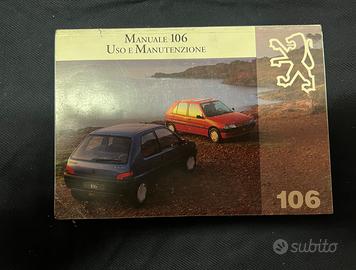 MANUALE 106
USO E MANUTENZIONE
106
subito